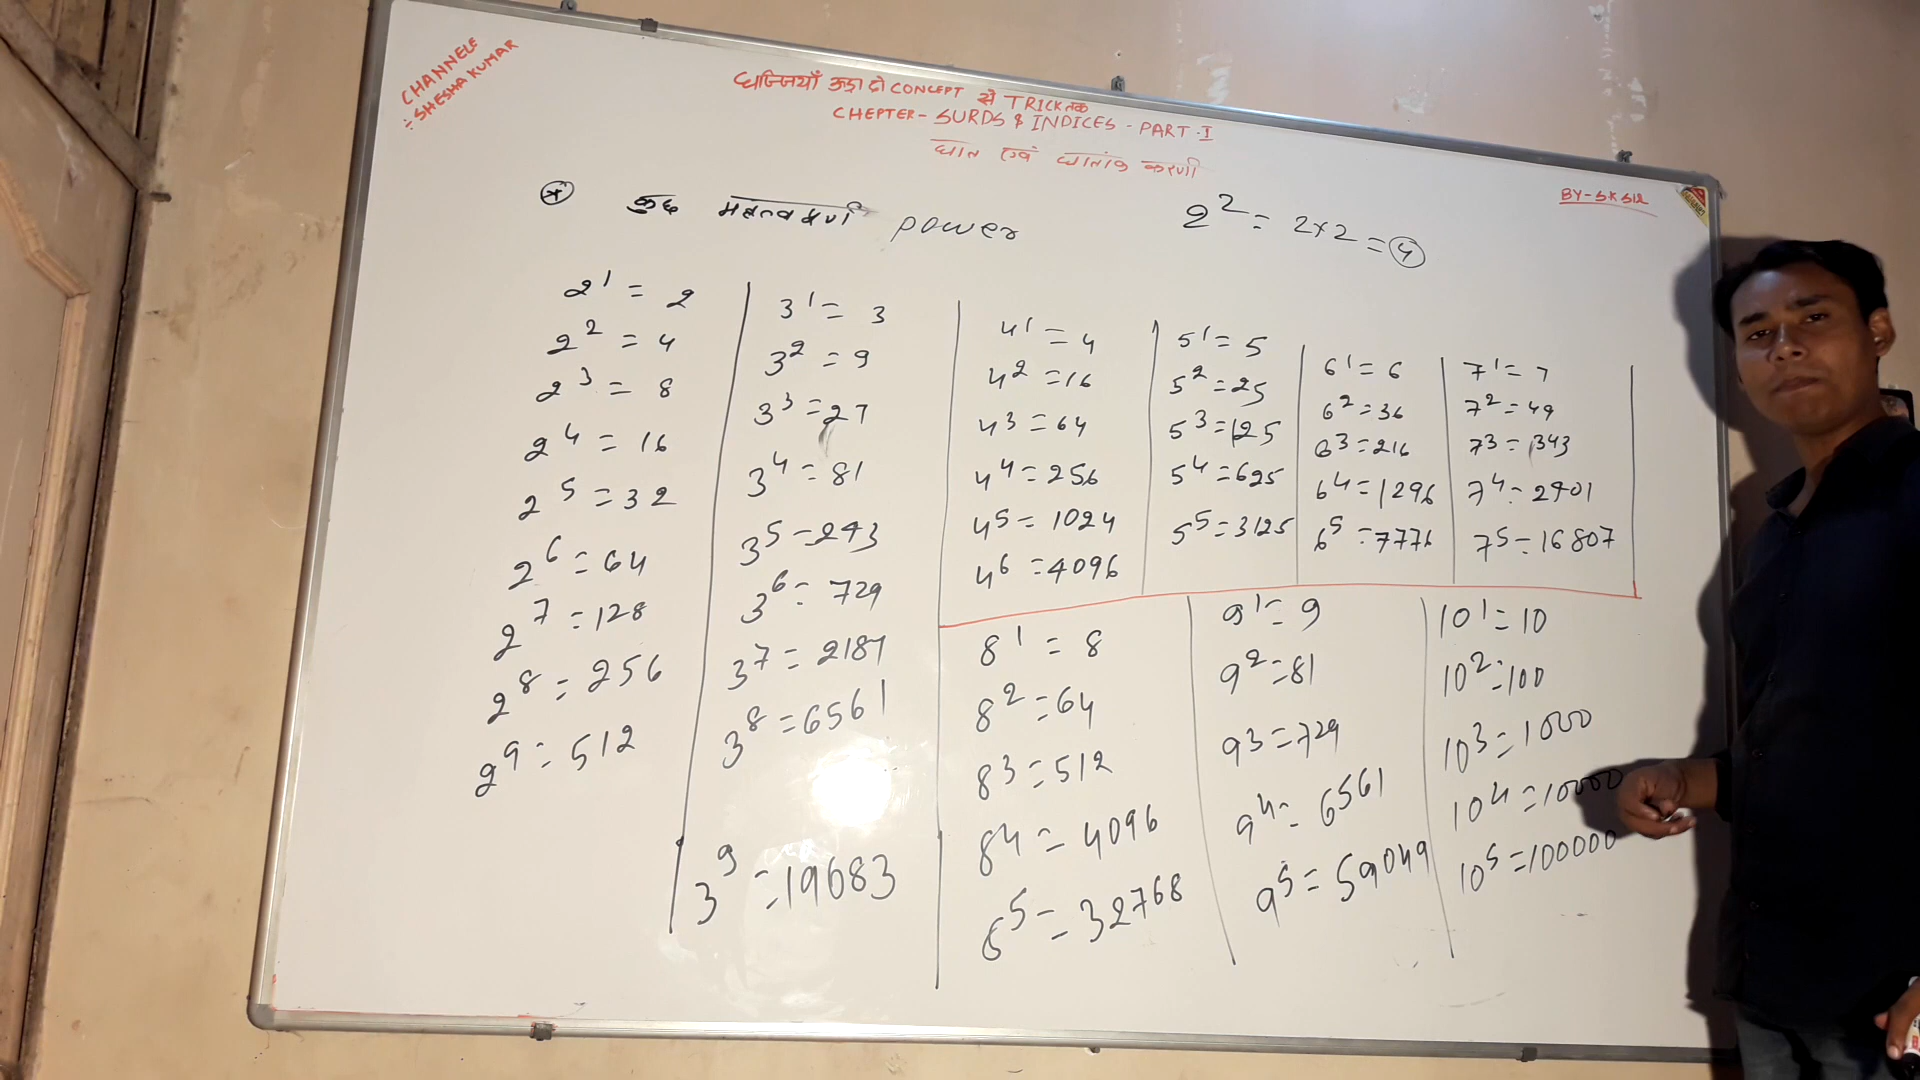 CHANNELE
:- SHESHA KUMAR
धज्जियाँ उड़ा दो CONCEPT से TRICK तक
CHEPTER - SURDS & INDICES - PART - I
घात एवं घातांक करणी
BY - SK SIR
कुछ महत्वपूर्ण power
2² = 2×2 = 4
2¹ = 2
2² = 4
2³ = 8
2⁴ = 16
2⁵ = 32
2⁶ = 64
2⁷ = 128
2⁸ = 256
2⁹ = 512
3¹ = 3
3² = 9
3³ = 27
3⁴ = 81
3⁵ = 243
3⁶ = 729
3⁷ = 2187
3⁸ = 6561
3⁹ = 19683
4¹ = 4
4² = 16
4³ = 64
4⁴ = 256
4⁵ = 1024
4⁶ = 4096
5¹ = 5
5² = 25
5³ = 125
5⁴ = 625
5⁵ = 3125
6¹ = 6
6² = 36
6³ = 216
6⁴ = 1296
6⁵ = 7776
7¹ = 7
7² = 49
7³ = 343
7⁴ = 2401
7⁵ = 16807
8¹ = 8
8² = 64
8³ = 512
8⁴ = 4096
8⁵ = 32768
9¹ = 9
9² = 81
9³ = 729
9⁴ = 6561
9⁵ = 59049
10¹ = 10
10² = 100
10³ = 1000
10⁴ = 10000
10⁵ = 100000